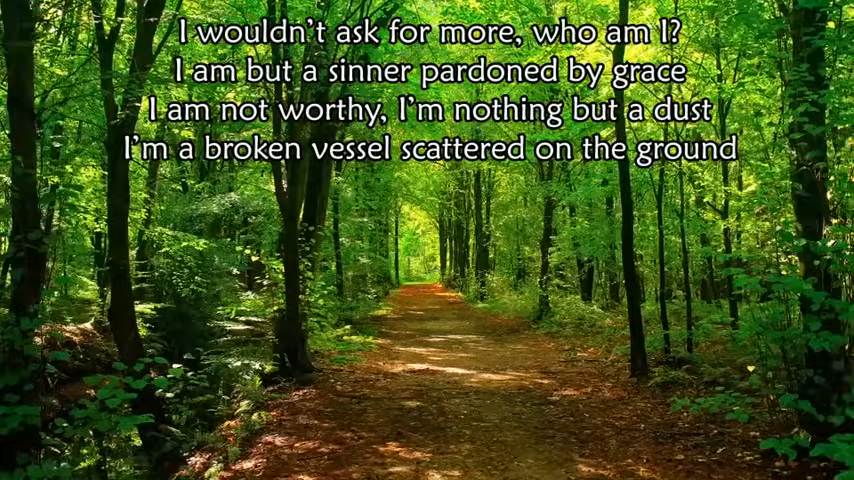 I wouldn't ask for more, who am I?
I am but a sinner pardoned by grace
I am not worthy, I'm nothing but a dust
I'm a broken vessel scattered on the ground